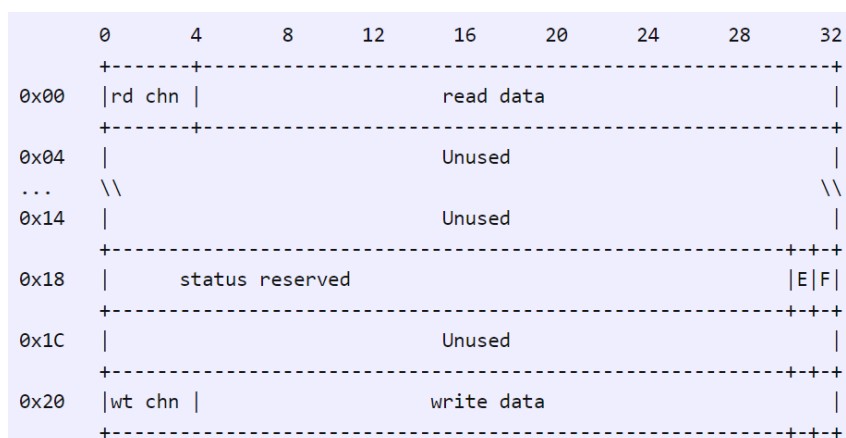 0 4 8 12 16 20 24 28 32
+-------+-------------------------------------------------------+
0x00 |rd chn | read data |
+-------+-------------------------------------------------------+
0x04 | Unused |
... \\ \\
0x14 | Unused |
+-----------------------------------------------------------+-+-+
0x18 | status reserved |E|F|
+-----------------------------------------------------------+-+-+
0x1C | Unused |
+-----------------------------------------------------------+-+-+
0x20 |wt chn | write data |
+-----------------------------------------------------------+-+-+